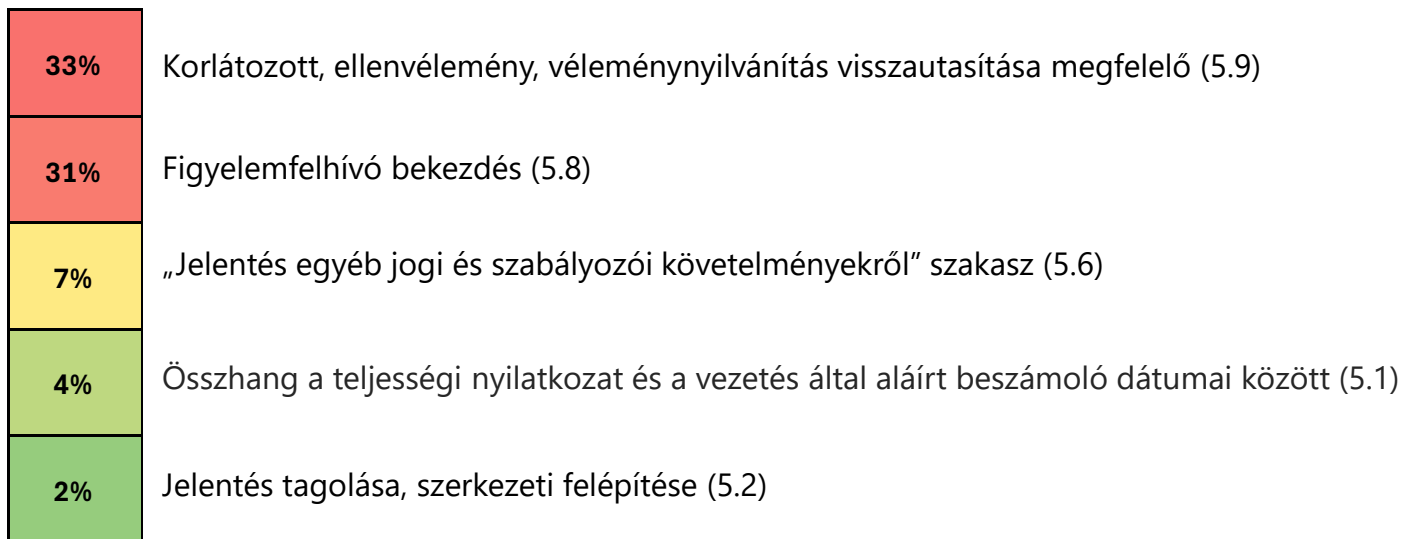 33% Korlátozott, ellenvélemény, véleménynyilvánítás visszautasítása megfelelő (5.9)
31% Figyelemfelhívó bekezdés (5.8)
7% „Jelentés egyéb jogi és szabályozói követelményekről” szakasz (5.6)
4% Összhang a teljességi nyilatkozat és a vezetés által aláírt beszámoló dátumai között (5.1)
2% Jelentés tagolása, szerkezeti felépítése (5.2)